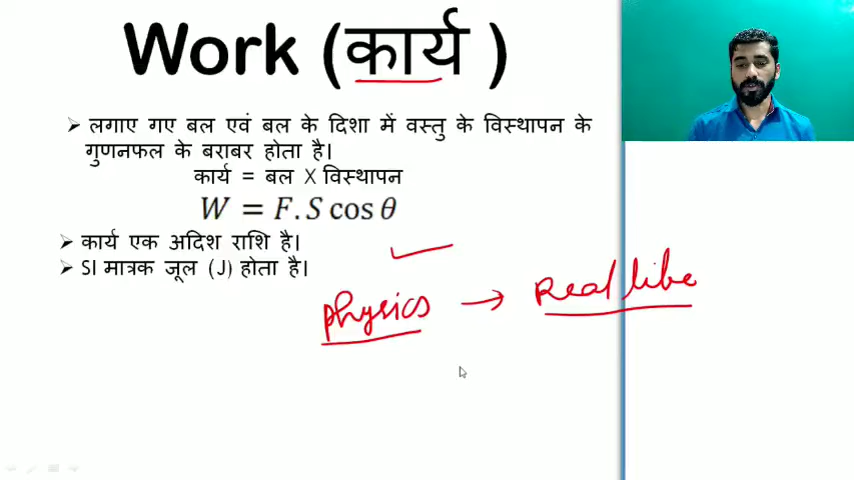 Work (कार्य )
➢ लगाए गए बल एवं बल के दिशा में वस्तु के विस्थापन के
गुणनफल के बराबर होता है।
कार्य = बल X विस्थापन
W = F. S cos θ
➢ कार्य एक अदिश राशि है।
➢ SI मात्रक जूल (J) होता है।
Physics → Real libe